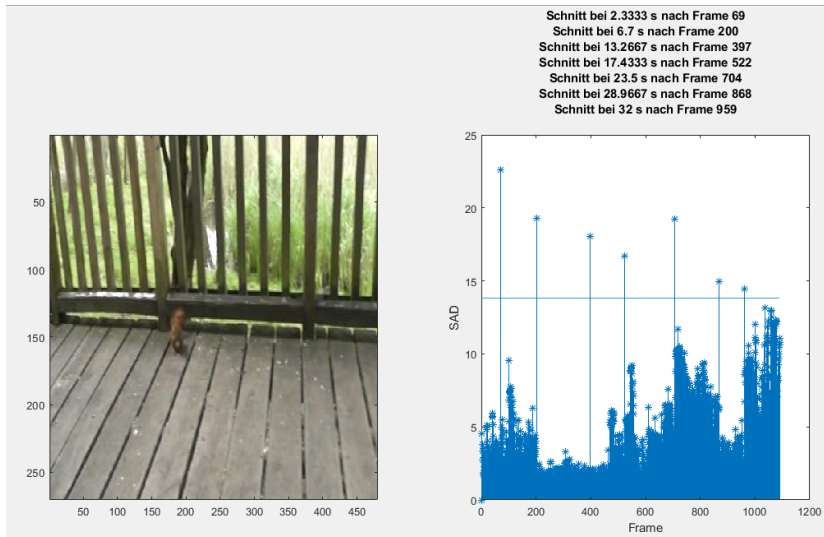 Schnitt bei 2.3333 s nach Frame 69
Schnitt bei 6.7 s nach Frame 200
Schnitt bei 13.2667 s nach Frame 397
Schnitt bei 17.4333 s nach Frame 522
Schnitt bei 23.5 s nach Frame 704
Schnitt bei 28.9667 s nach Frame 868
Schnitt bei 32 s nach Frame 959
50
100
150
200
250
50 100 150 200 250 300 350 400 450
25
20
15
10
5
0
SAD
0 200 400 600 800 1000 1200
Frame